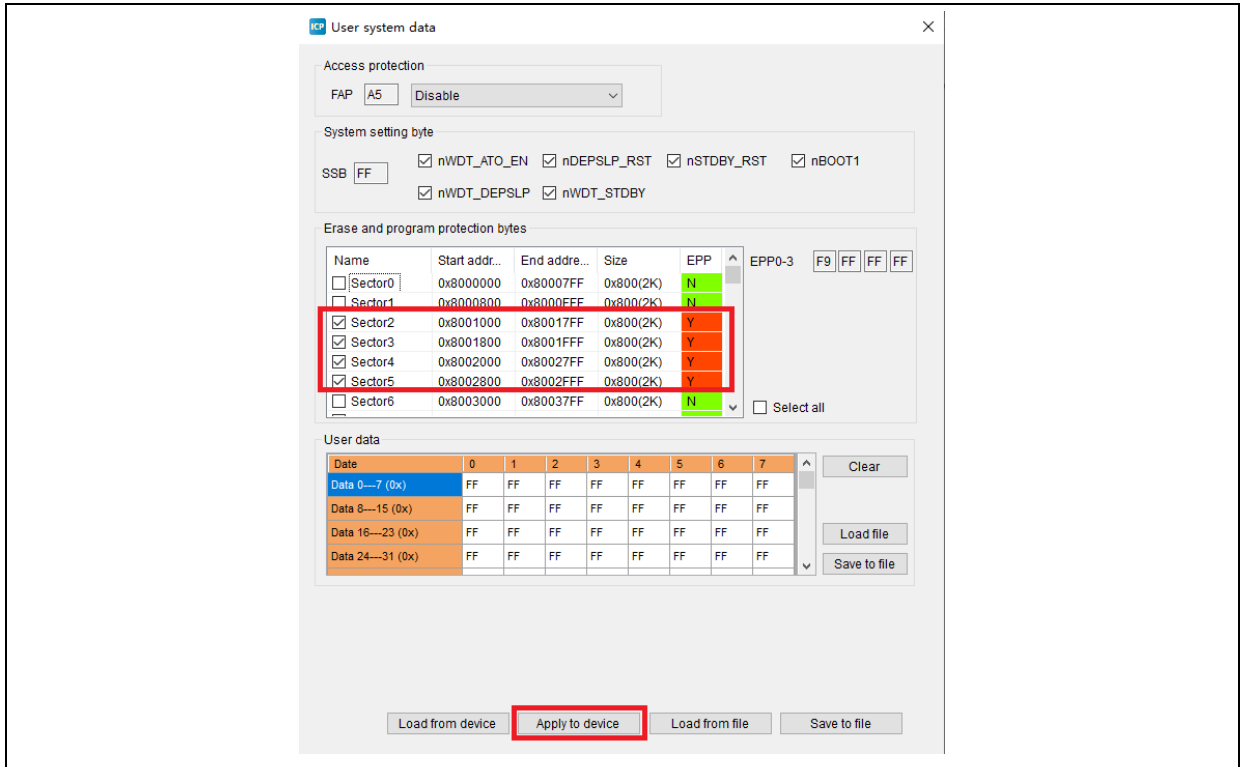 ICP User system data
Access protection
FAP A5 Disable
System setting byte
SSB FF
nWDT_ATO_EN nDEPSLP_RST nSTDBY_RST nBOOT1
nWDT_DEPSLP nWDT_STDBY
Erase and program protection bytes
Name Start addr... End addre... Size EPP
EPP0-3 F9 FF FF FF
Sector0 0x8000000 0x80007FF 0x800(2K) N
Sector1 0x8000800 0x8000FFF 0x800(2K) N
Sector2 0x8001000 0x80017FF 0x800(2K) Y
Sector3 0x8001800 0x8001FFF 0x800(2K) Y
Sector4 0x8002000 0x80027FF 0x800(2K) Y
Sector5 0x8002800 0x8002FFF 0x800(2K) Y
Sector6 0x8003000 0x80037FF 0x800(2K) N
Select all
User data
Date 0 1 2 3 4 5 6 7
Data 0---7 (0x) FF FF FF FF FF FF FF FF
Data 8---15 (0x) FF FF FF FF FF FF FF FF
Data 16---23 (0x) FF FF FF FF FF FF FF FF
Data 24---31 (0x) FF FF FF FF FF FF FF FF
Clear
Load file
Save to file
Load from device Apply to device Load from file Save to file